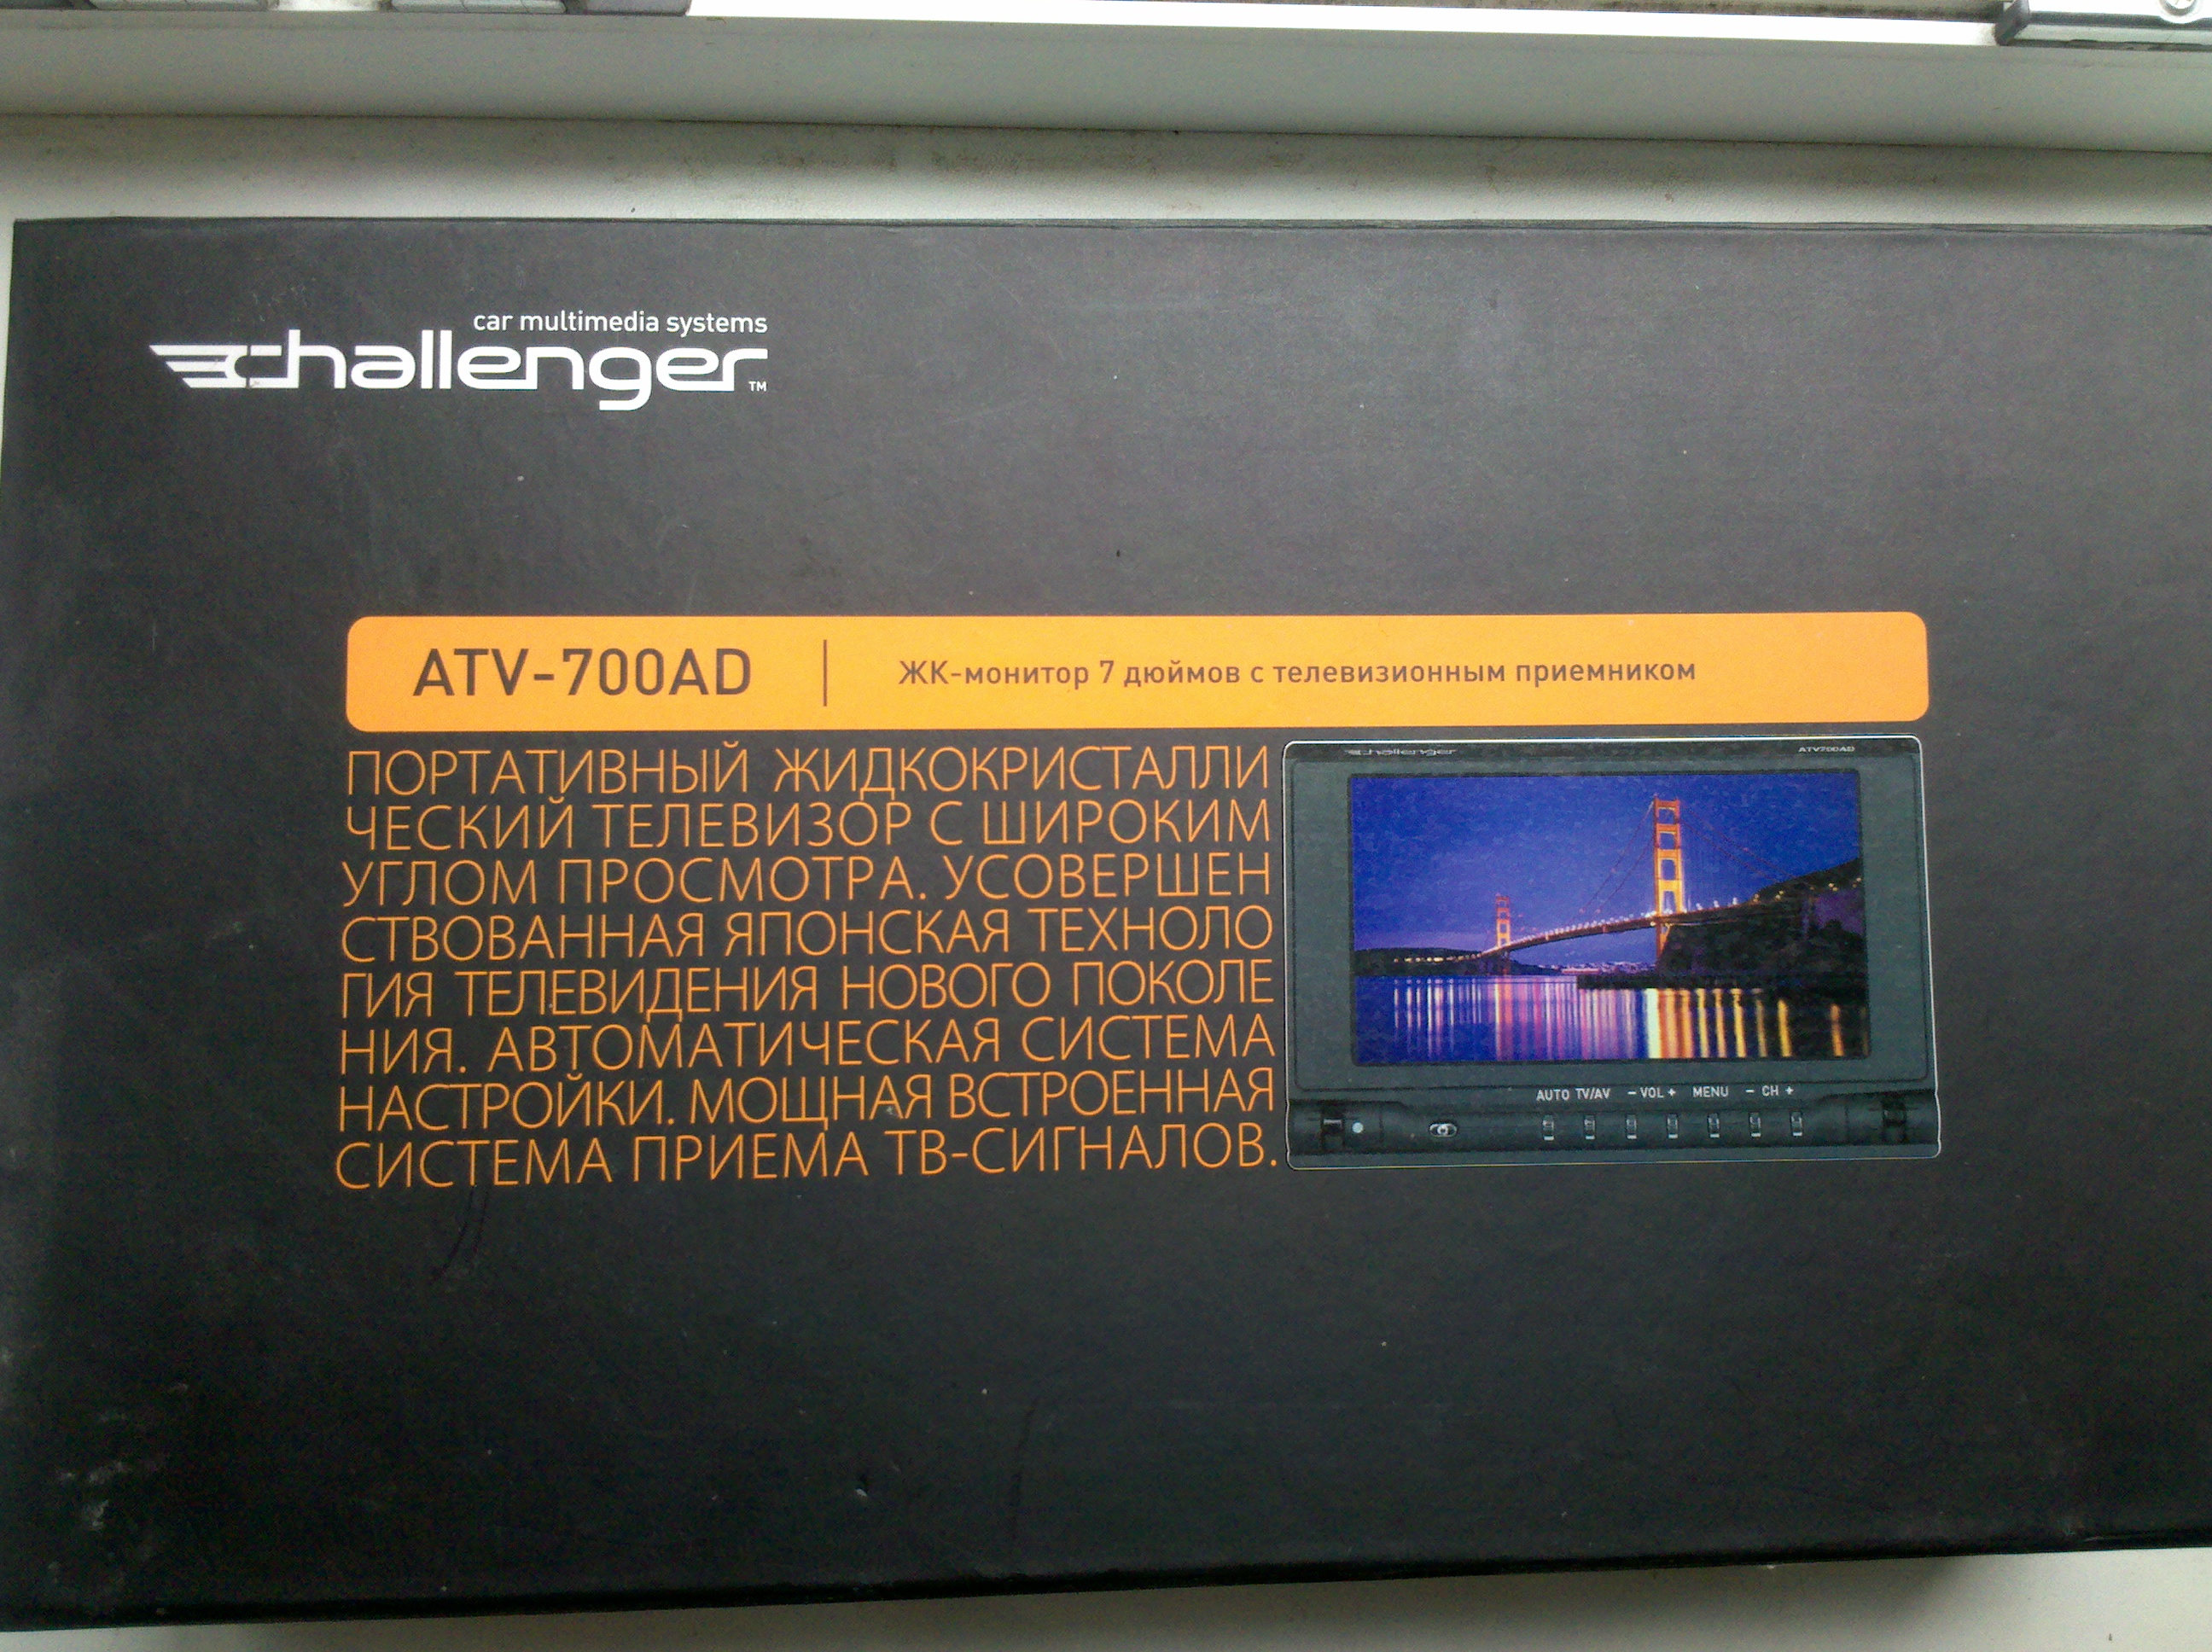 car multimedia systems
challenger™
ATV-700AD | ЖК-монитор 7 дюймов с телевизионным приемником
ПОРТАТИВНЫЙ ЖИДКОКРИСТАЛЛИ
ЧЕСКИЙ ТЕЛЕВИЗОР С ШИРОКИМ
УГЛОМ ПРОСМОТРА. УСОВЕРШЕН
СТВОВАННАЯ ЯПОНСКАЯ ТЕХНОЛО
ГИЯ ТЕЛЕВИДЕНИЯ НОВОГО ПОКОЛЕ
НИЯ. АВТОМАТИЧЕСКАЯ СИСТЕМА
НАСТРОЙКИ. МОЩНАЯ ВСТРОЕННАЯ
СИСТЕМА ПРИЕМА ТВ-СИГНАЛОВ.
challenger ATV700AD
AUTO TV/AV − VOL + MENU − CH +